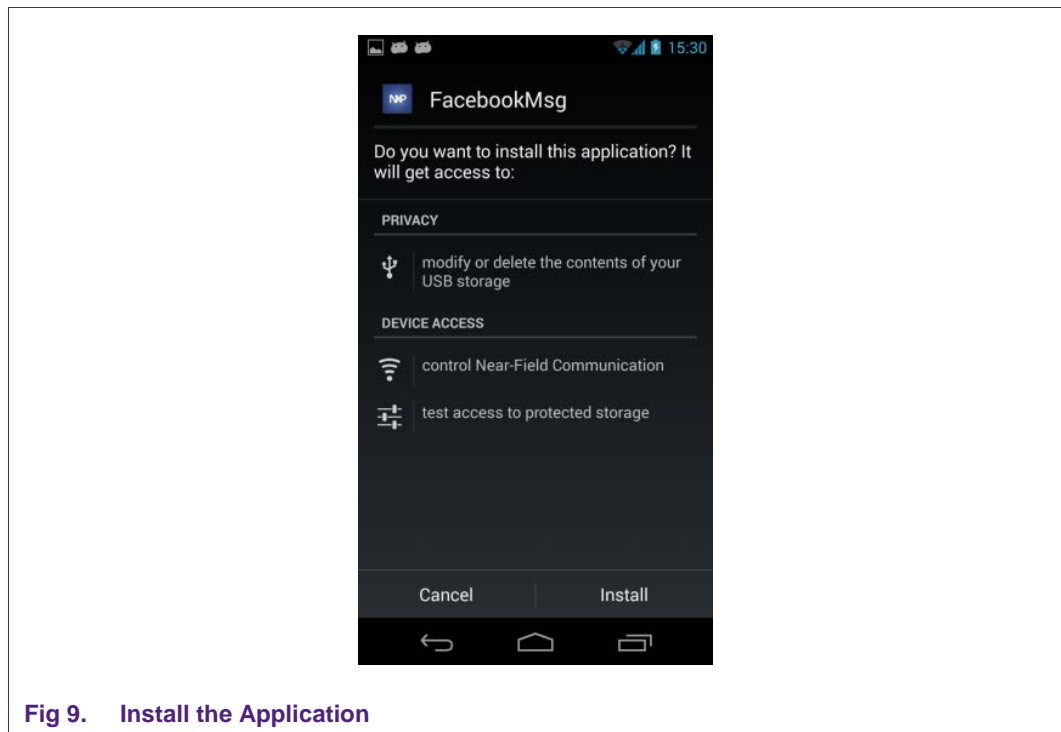 15:30
NXP FacebookMsg
Do you want to install this application? It
will get access to:
PRIVACY
modify or delete the contents of your
USB storage
DEVICE ACCESS
control Near-Field Communication
test access to protected storage
Cancel Install
Fig 9. Install the Application